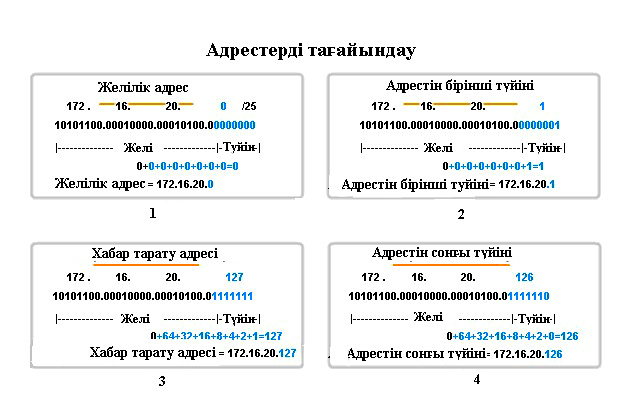 Адрестерді тағайындау
Желілік адрес
172 . 16. 20. 0 /25
10101100.00010000.00010100.00000000
|-------------- Желі -------------|-Түйін-|
0+0+0+0+0+0+0+0=0
Желілік адрес = 172.16.20.0
1
Адрестін бірінші түйіні
172 . 16. 20. 1
10101100.00010000.00010100.00000001
|-------------- Желі -------------|-Түйін-|
0+0+0+0+0+0+0+1=1
Адрестін бірінші түйіні= 172.16.20.1
2
Хабар тарату адресі
172 . 16. 20. 127
10101100.00010000.00010100.01111111
|-------------- Желі -------------|-Түйін-|
0+64+32+16+8+4+2+1=127
Хабар тарату адресі = 172.16.20.127
3
Адрестін соңғы түйіні
172 . 16. 20. 126
10101100.00010000.00010100.01111110
|-------------- Желі -------------|-Түйін-|
0+64+32+16+8+4+2+0=126
Адрестін соңғы түйіні= 172.16.20.126
4